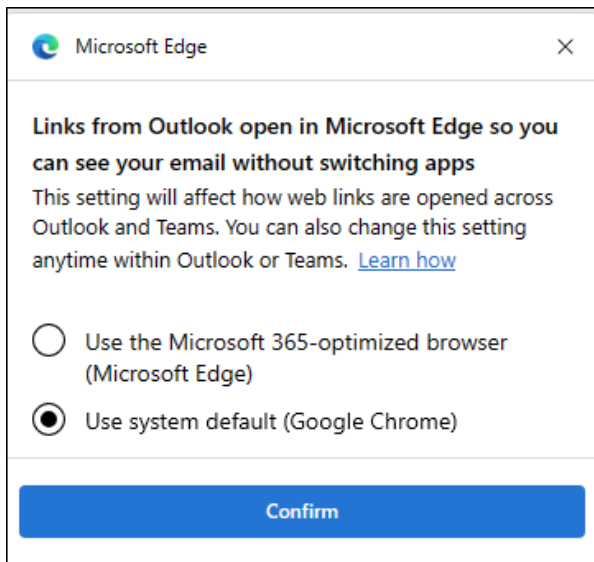 Microsoft Edge
Links from Outlook open in Microsoft Edge so you
can see your email without switching apps
This setting will affect how web links are opened across
Outlook and Teams. You can also change this setting
anytime within Outlook or Teams. Learn how
Use the Microsoft 365-optimized browser
(Microsoft Edge)
Use system default (Google Chrome)
Confirm